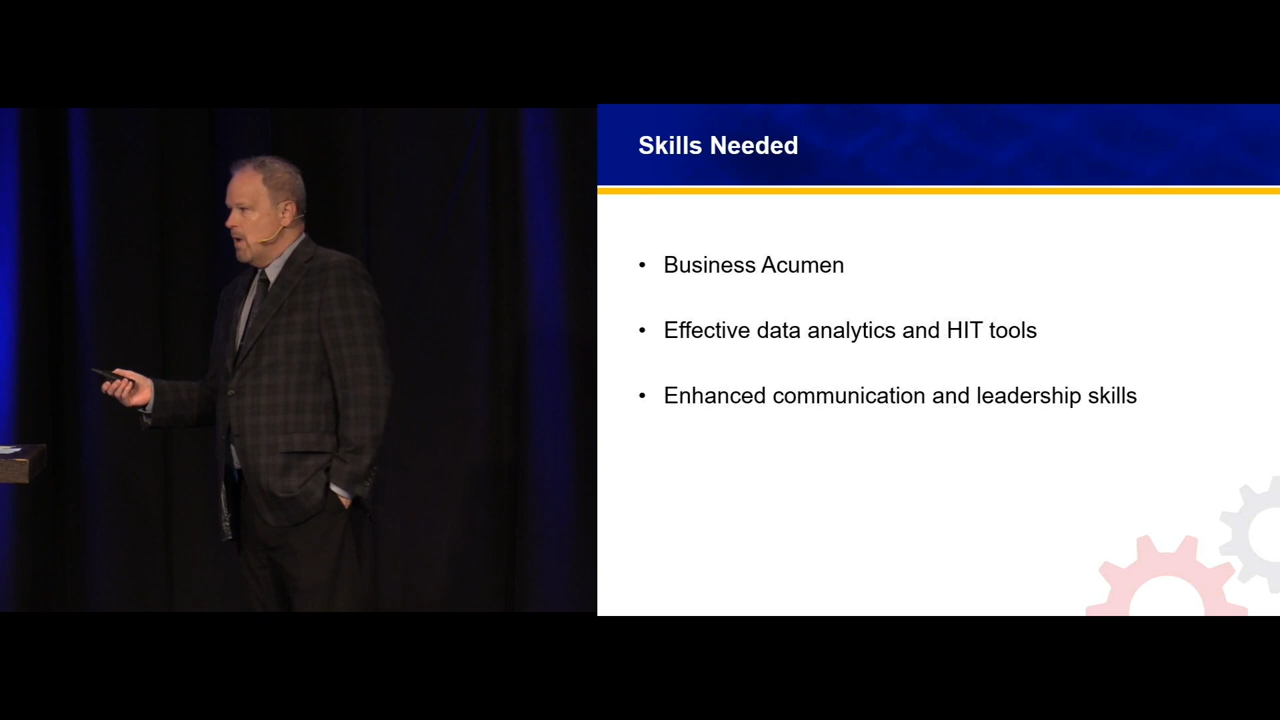 Skills Needed
• Business Acumen
• Effective data analytics and HIT tools
• Enhanced communication and leadership skills